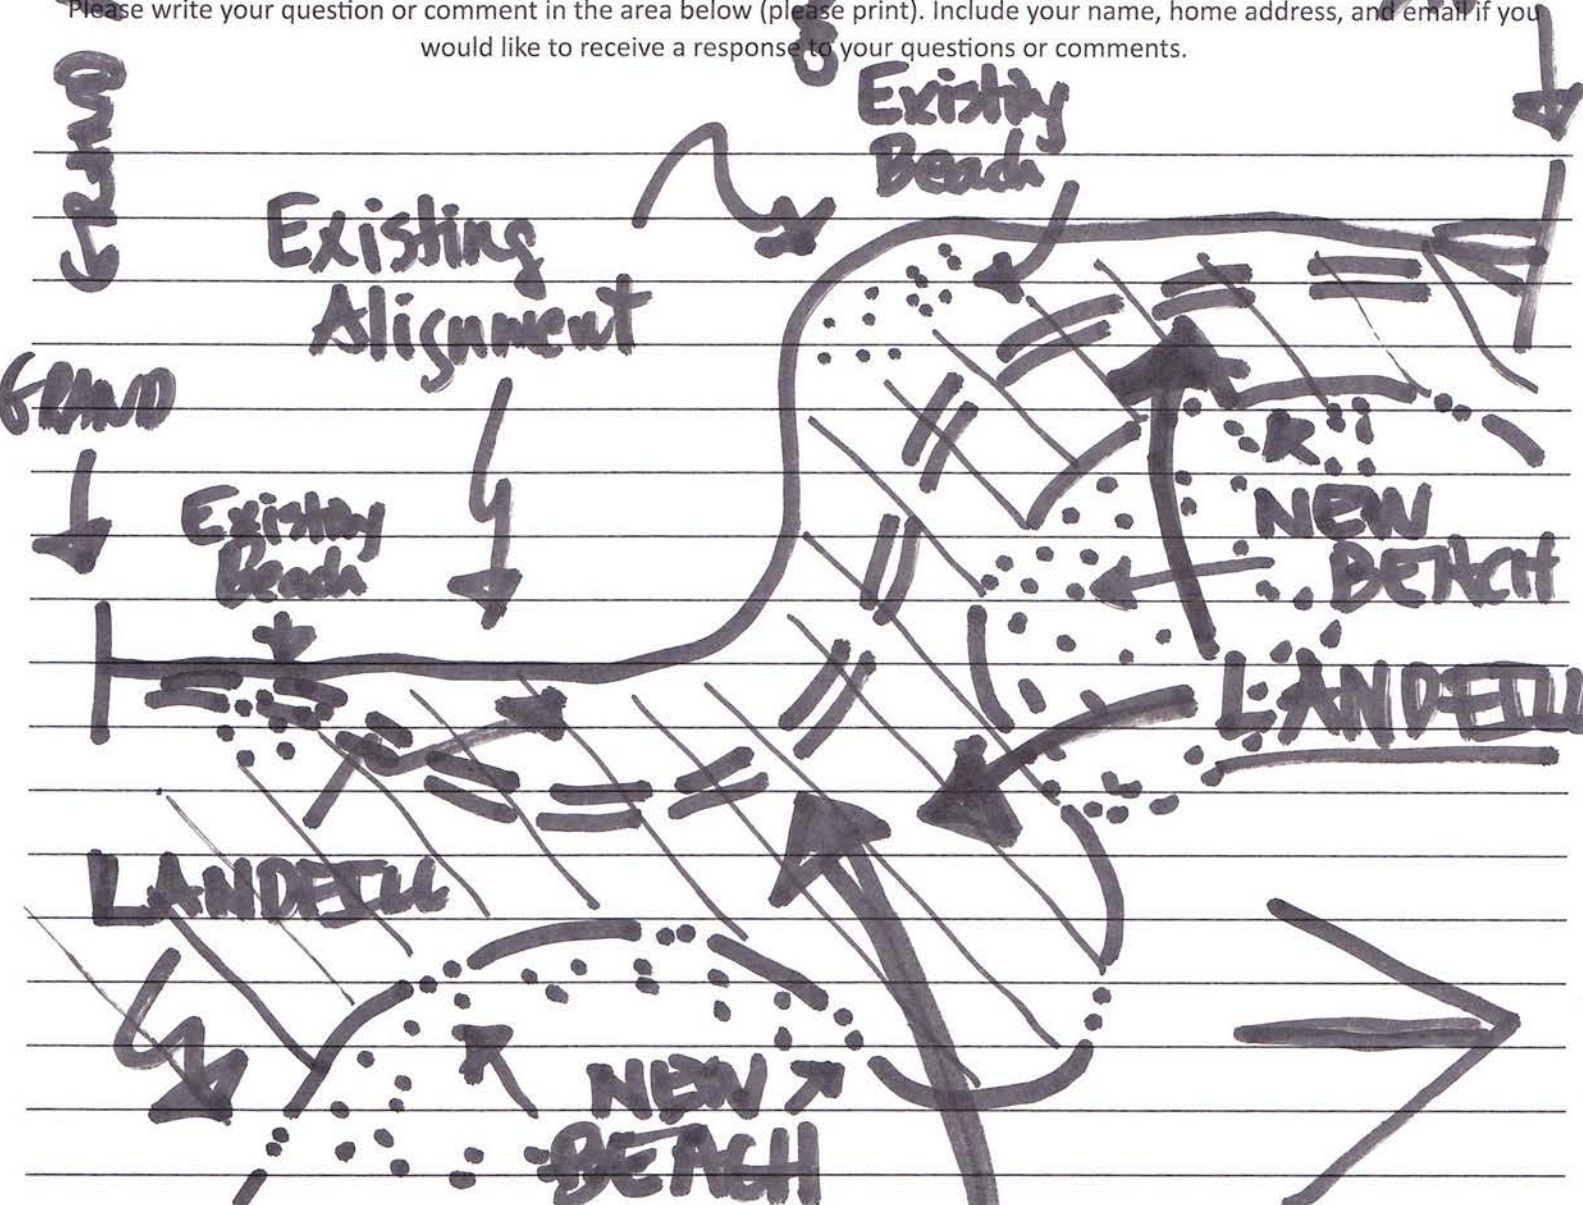 Please write your question or comment in the area below (please print). Include your name, home address, and email if you
would like to receive a response to your questions or comments.
Existing
Beach
Existing
Alignment
GRAND
Existing
Beach
NEW
BEACH
LANDFILL
LANDFILL
NEW
BEACH